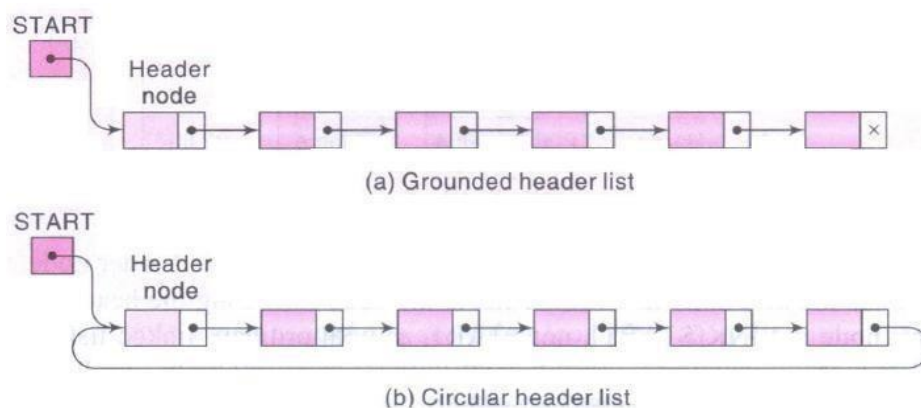 START
Header
node
×
(a) Grounded header list
START
Header
node
(b) Circular header list